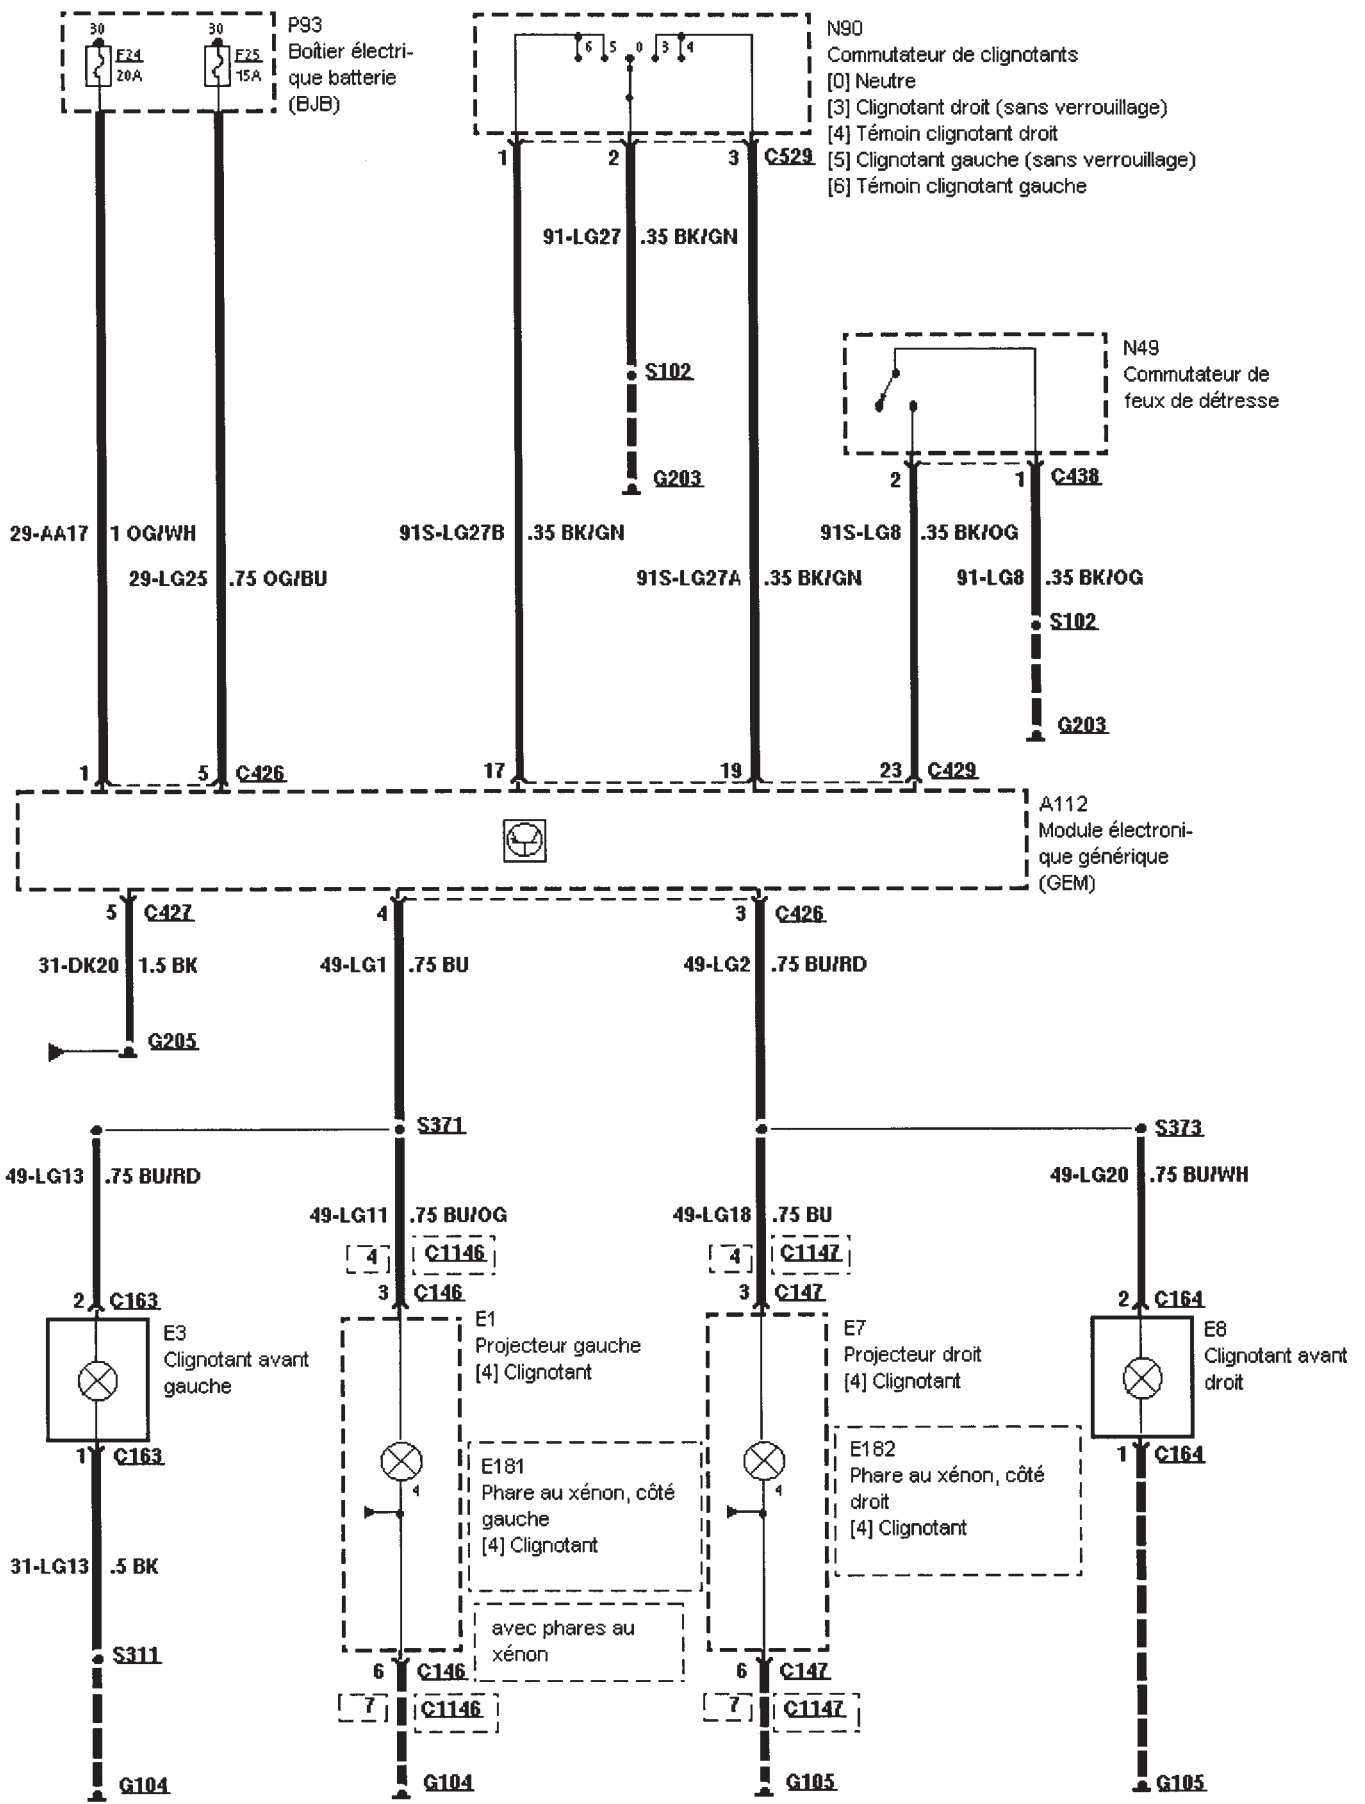 30
F24
20A
30
F25
15A
P93
Boîtier électri-
que batterie
(BJB)
6
5
0
3
4
N90
Commutateur de clignotants
[0] Neutre
[3] Clignotant droit (sans verrouillage)
[4] Témoin clignotant droit
[5] Clignotant gauche (sans verrouillage)
[6] Témoin clignotant gauche
1
2
3
C529
91-LG27
.35 BK/GN
S102
G203
N49
Commutateur de
feux de détresse
2
1
C438
29-AA17
1 OG/WH
91S-LG27B
.35 BK/GN
91S-LG8
.35 BK/OG
29-LG25
.75 OG/BU
91S-LG27A
.35 BK/GN
91-LG8
.35 BK/OG
S102
G203
1
5
C426
17
19
23
C429
A112
Module électroni-
que générique
(GEM)
5
C427
4
3
C426
31-DK20
1.5 BK
49-LG1
.75 BU
49-LG2
.75 BU/RD
G205
S371
S373
49-LG13
.75 BU/RD
49-LG20
.75 BU/WH
49-LG11
.75 BU/OG
49-LG18
.75 BU
4
C1146
4
C1147
2
C163
3
C146
3
C147
2
C164
E3
Clignotant avant
gauche
E1
Projecteur gauche
[4] Clignotant
E7
Projecteur droit
[4] Clignotant
E8
Clignotant avant
droit
1
C163
1
C164
4
4
E181
Phare au xénon, côté
gauche
[4] Clignotant
E182
Phare au xénon, côté
droit
[4] Clignotant
31-LG13
.5 BK
avec phares au
xénon
S311
6
C146
6
C147
7
C1146
7
C1147
G104
G104
G105
G105